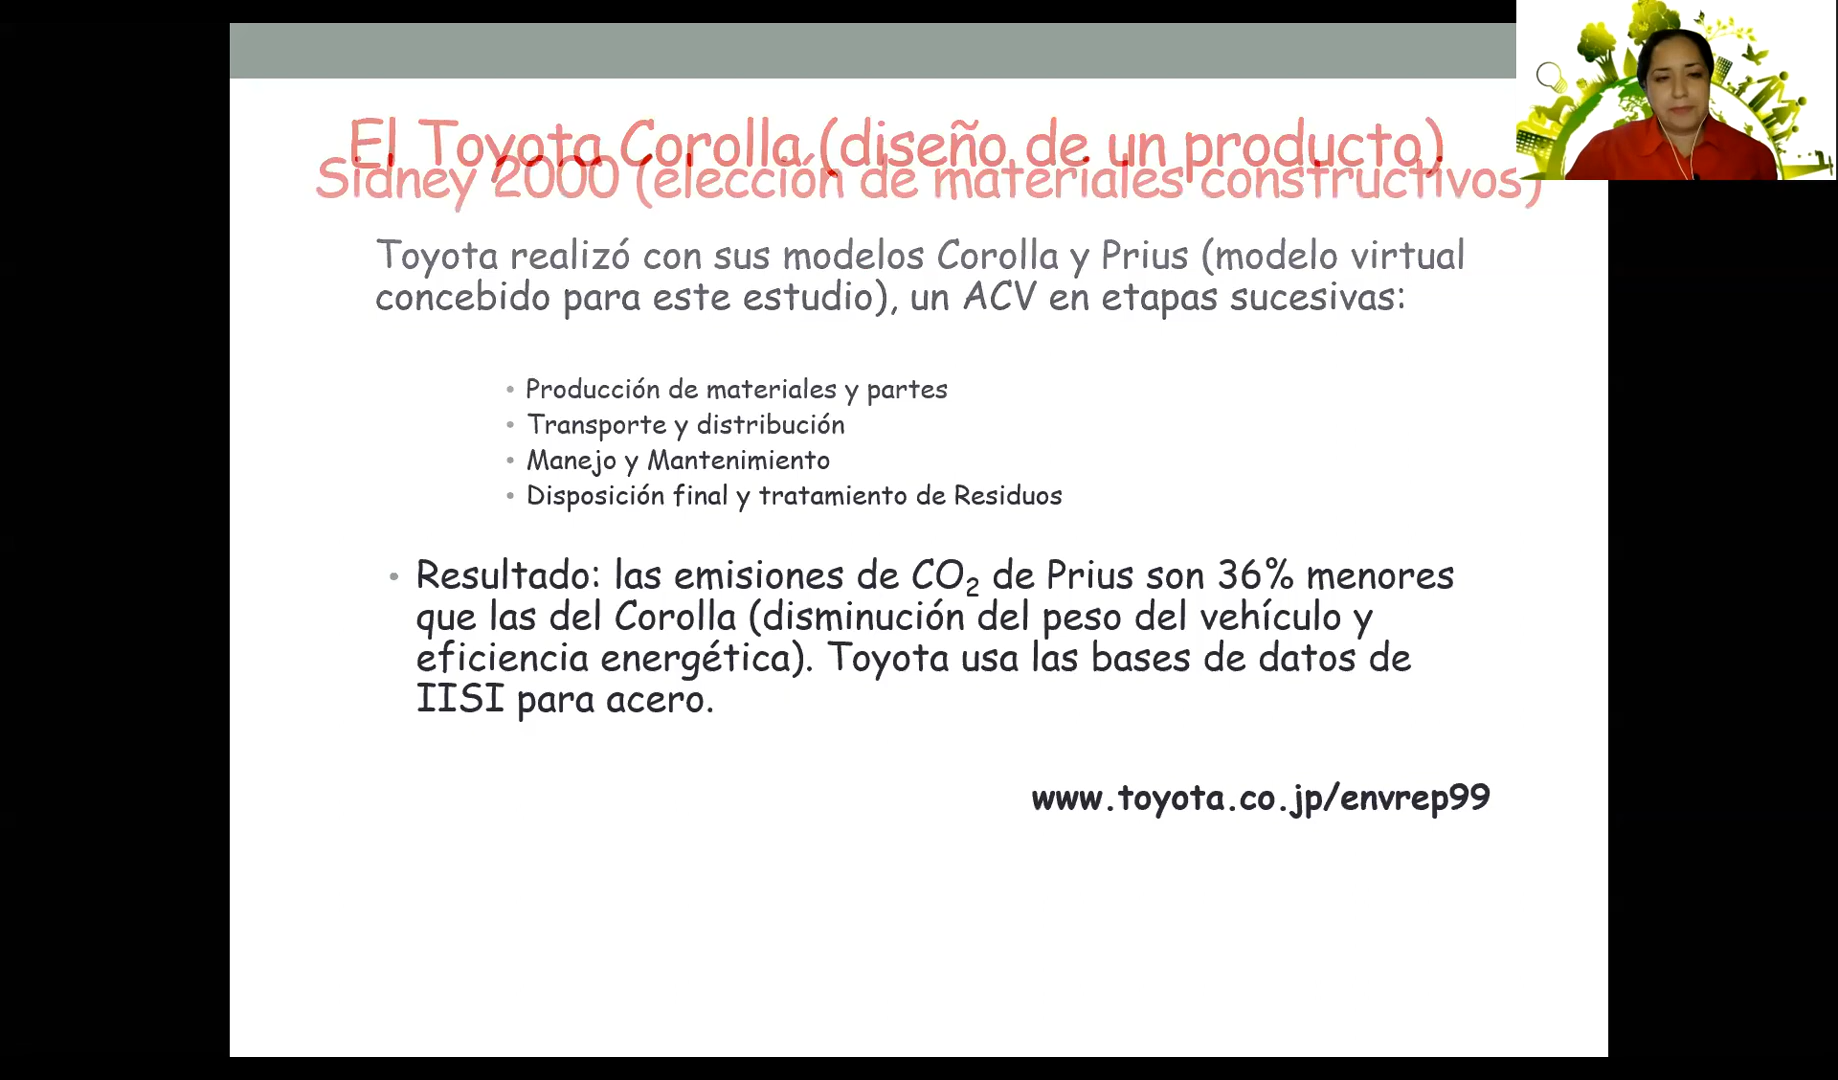 El Toyota Corolla (diseño de un producto)
Sidney 2000 (elección de materiales constructivos)
Toyota realizó con sus modelos Corolla y Prius (modelo virtual
concebido para este estudio), un ACV en etapas sucesivas:
• Producción de materiales y partes
• Transporte y distribución
• Manejo y Mantenimiento
• Disposición final y tratamiento de Residuos
• Resultado: las emisiones de CO₂ de Prius son 36% menores
que las del Corolla (disminución del peso del vehículo y
eficiencia energética). Toyota usa las bases de datos de
IISI para acero.
www.toyota.co.jp/envrep99